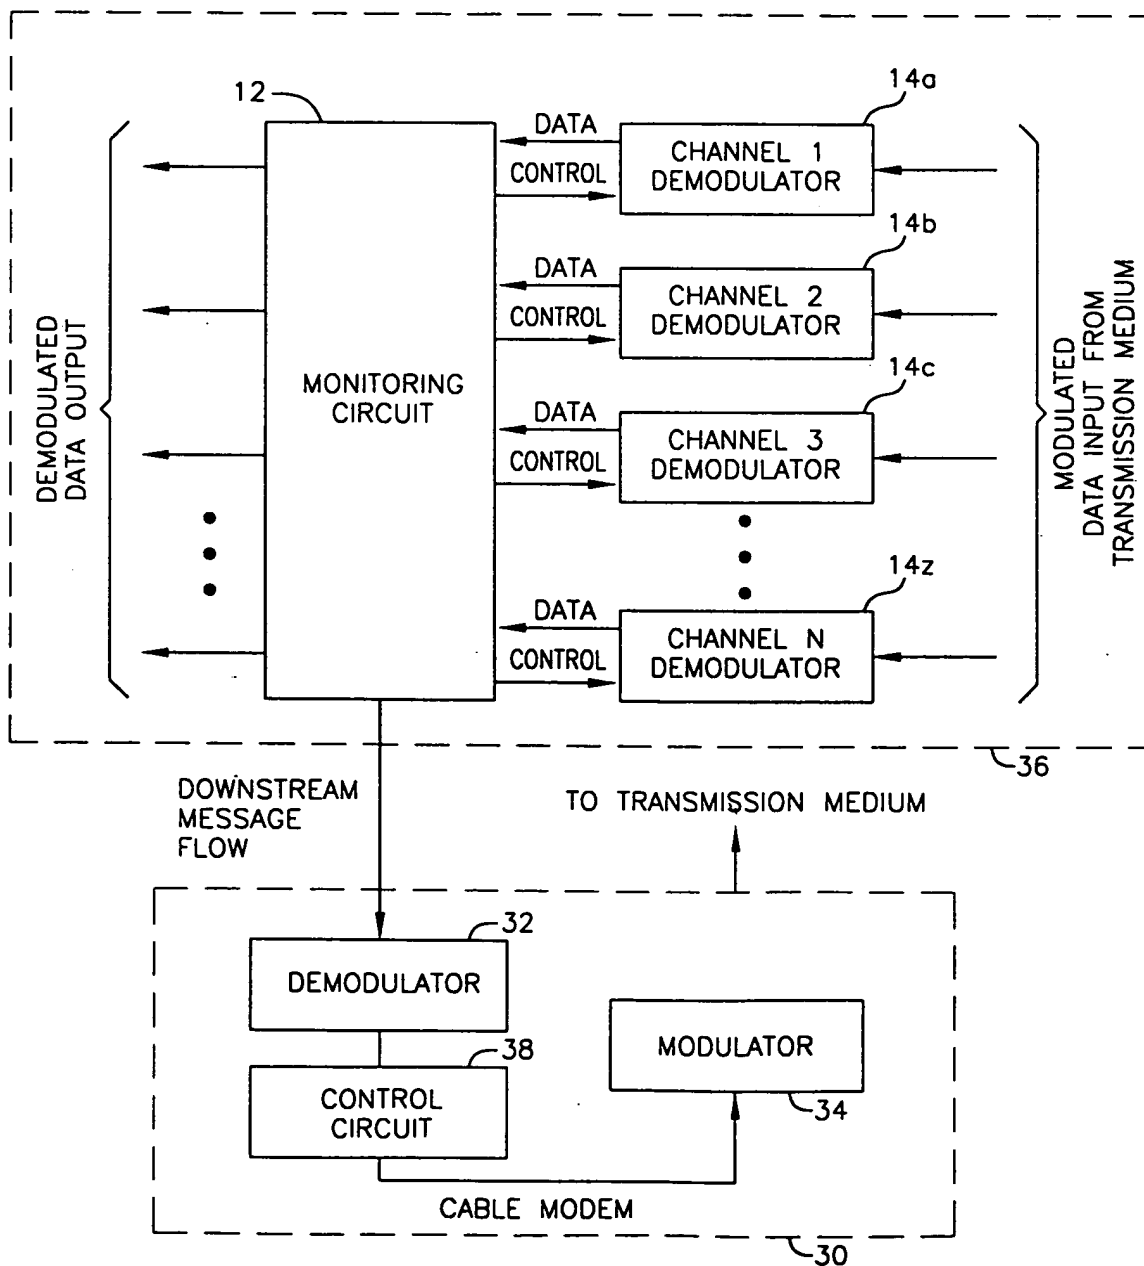 12
14a
DATA
CONTROL
CHANNEL 1
DEMODULATOR
14b
DATA
CONTROL
CHANNEL 2
DEMODULATOR
MONITORING
CIRCUIT
14c
DATA
CONTROL
CHANNEL 3
DEMODULATOR
14z
DATA
CONTROL
CHANNEL N
DEMODULATOR
DEMODULATED
DATA OUTPUT
MODULATED
DATA INPUT FROM
TRANSMISSION MEDIUM
36
DOWNSTREAM
MESSAGE
FLOW
TO TRANSMISSION MEDIUM
32
DEMODULATOR
38
CONTROL
CIRCUIT
MODULATOR
34
CABLE MODEM
30